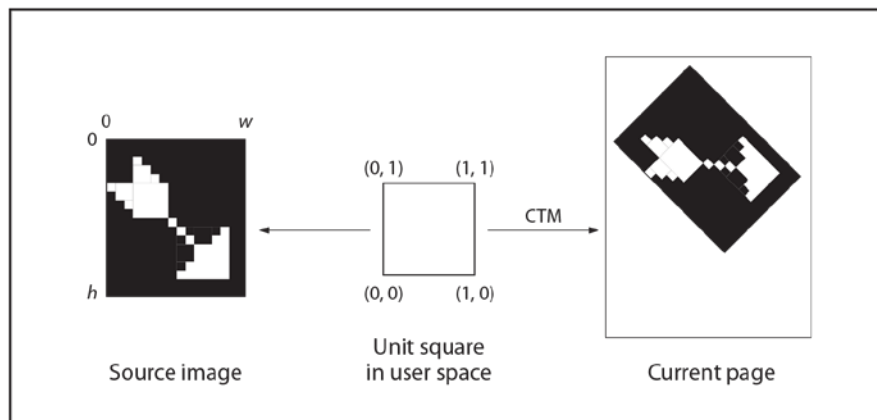 0
w
0
h
Source image
(0, 1)
(1, 1)
(0, 0)
(1, 0)
Unit square
in user space
CTM
Current page